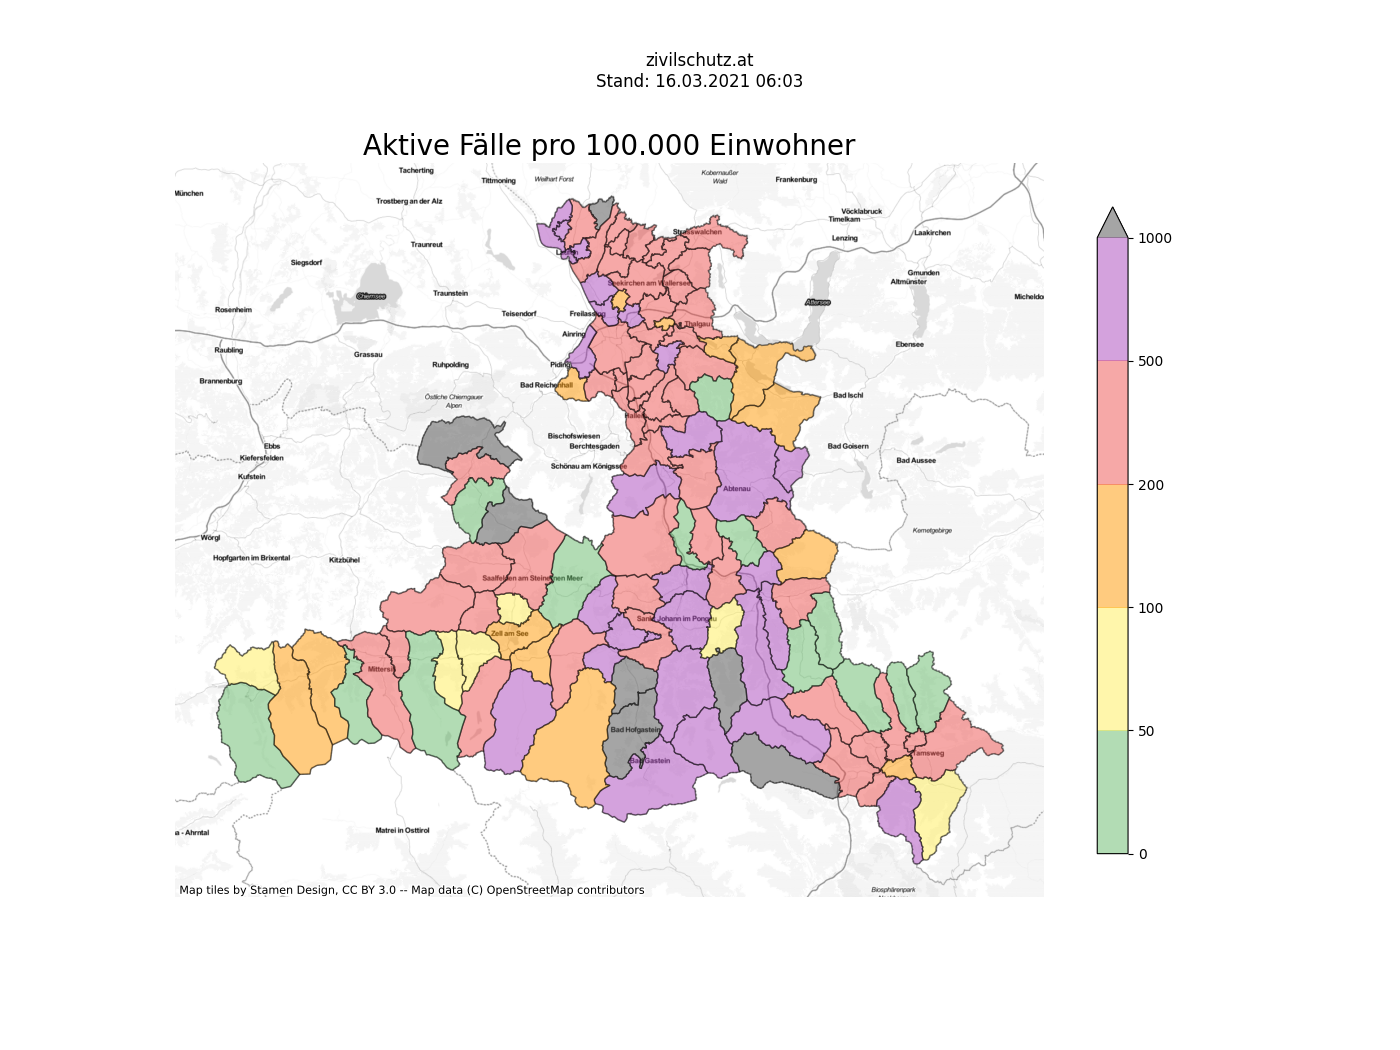 zivilschutz.at
Stand: 16.03.2021 06:03
Aktive Fälle pro 100.000 Einwohner
Tacherting
Tittmoning
Weilhart Forst
Kobernaußer
Wald
Frankenburg
München
Trostberg an der Alz
Vöcklabruck
Timelkam
Laakirchen
Strasswalchen
Lenzing
Traunreut
Siegsdorf
Gmunden
Altmünster
Seekirchen am Wallersee
Chiemsee
Traunstein
Attersee
Micheldo
Rosenheim
Teisendorf
Freilassing
Thalgau
Ainring
Ebensee
Raubling
Grassau
Ruhpolding
Piding
Brannenburg
Bad Reichenhall
Bad Ischl
Östliche Chiemgauer
Alpen
Hallein
Bischofswiesen
Berchtesgaden
Bad Goisern
Ebbs
Kiefersfelden
Schönau am Königssee
Bad Aussee
Kufstein
Abtenau
Kemetgebirge
Wörgl
Hopfgarten im Brixental
Kitzbühel
Saalfelden am Steinernen Meer
Sankt Johann im Pongau
Zell am See
Mittersill
Bad Hofgastein
Bad Gastein
Tamsweg
a - Ahrntal
Matrei in Osttirol
Biosphärenpark
Map tiles by Stamen Design, CC BY 3.0 -- Map data (C) OpenStreetMap contributors
1000
500
200
100
50
0